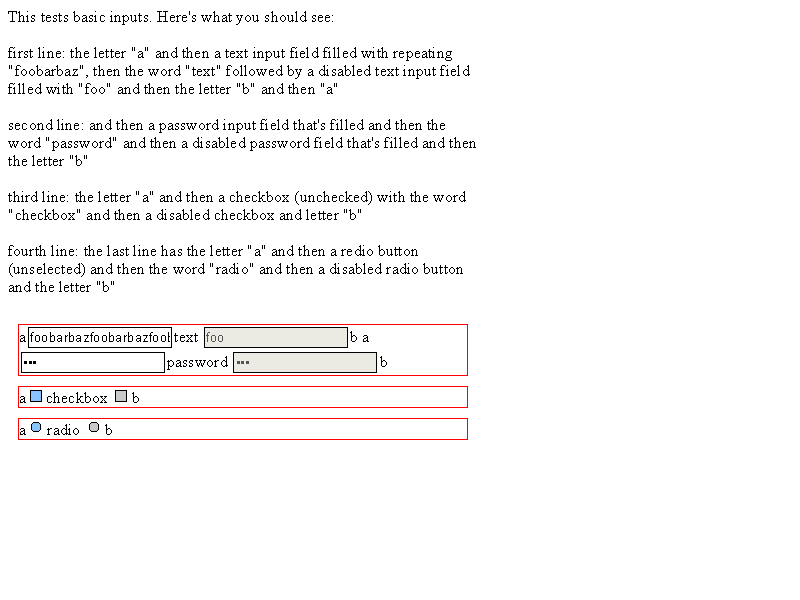 This tests basic inputs. Here's what you should see:
first line: the letter "a" and then a text input field filled with repeating
"foobarbaz", then the word "text" followed by a disabled text input field
filled with "foo" and then the letter "b" and then "a"
second line: and then a password input field that's filled and then the
word "password" and then a disabled password field that's filled and then
the letter "b"
third line: the letter "a" and then a checkbox (unchecked) with the word
"checkbox" and then a disabled checkbox and letter "b"
fourth line: the last line has the letter "a" and then a redio button
(unselected) and then the word "radio" and then a disabled radio button
and the letter "b"
a foobarbazfoobarbazfoo text foo b a
••• password ••• b
a checkbox b
a radio b